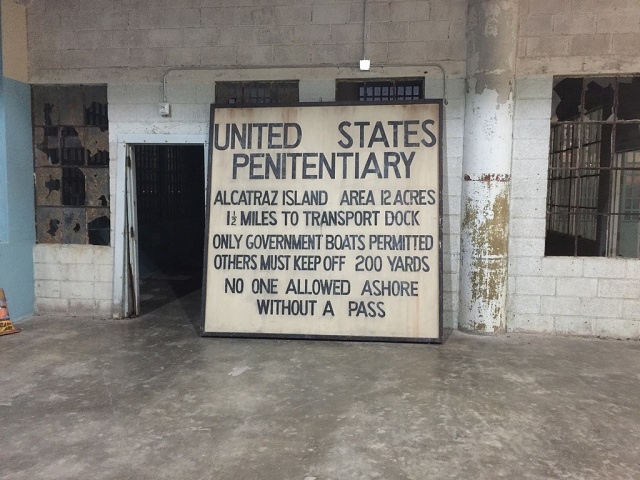 UNITED STATES
PENITENTIARY
ALCATRAZ ISLAND AREA 12 ACRES
1½ MILES TO TRANSPORT DOCK
ONLY GOVERNMENT BOATS PERMITTED
OTHERS MUST KEEP OFF 200 YARDS
NO ONE ALLOWED ASHORE
WITHOUT A PASS